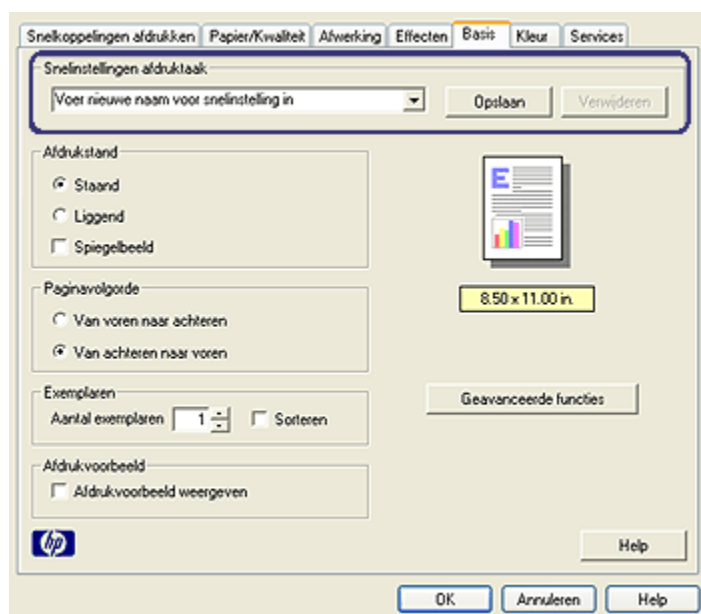 Snelkoppelingen afdrukken Papier/Kwaliteit Afwerking Effecten Basis Kleur Services
Snelinstellingen afdruktaak
Voer nieuwe naam voor snelinstelling in
Opslaan
Verwijderen
Afdrukstand
Staand
Liggend
Spiegelbeeld
E
8.50 x 11.00 in.
Paginavolgorde
Van voren naar achteren
Van achteren naar voren
Exemplaren
Aantal exemplaren 1 Sorteren
Geavanceerde functies
Afdrukvoorbeeld
Afdrukvoorbeeld weergeven
hp
Help
OK Annuleren Help